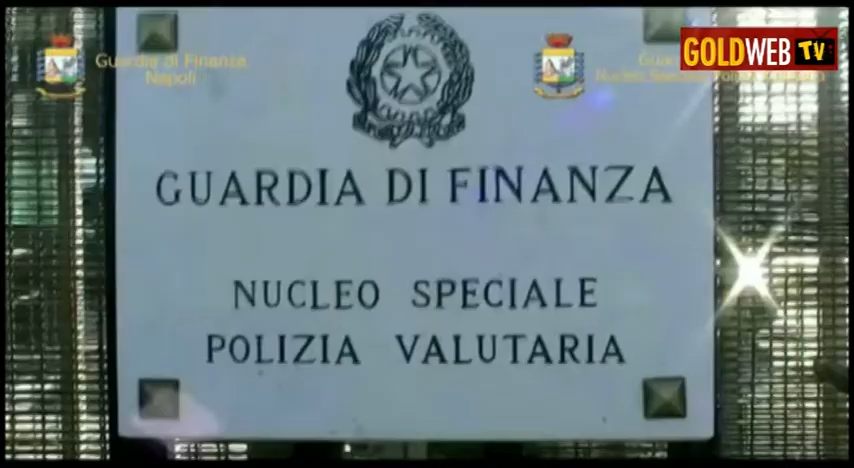 Guardia di Finanza
Napoli
GOLDWEB TV
GUARDIA DI FINANZA
NUCLEO SPECIALE
POLIZIA VALUTARIA